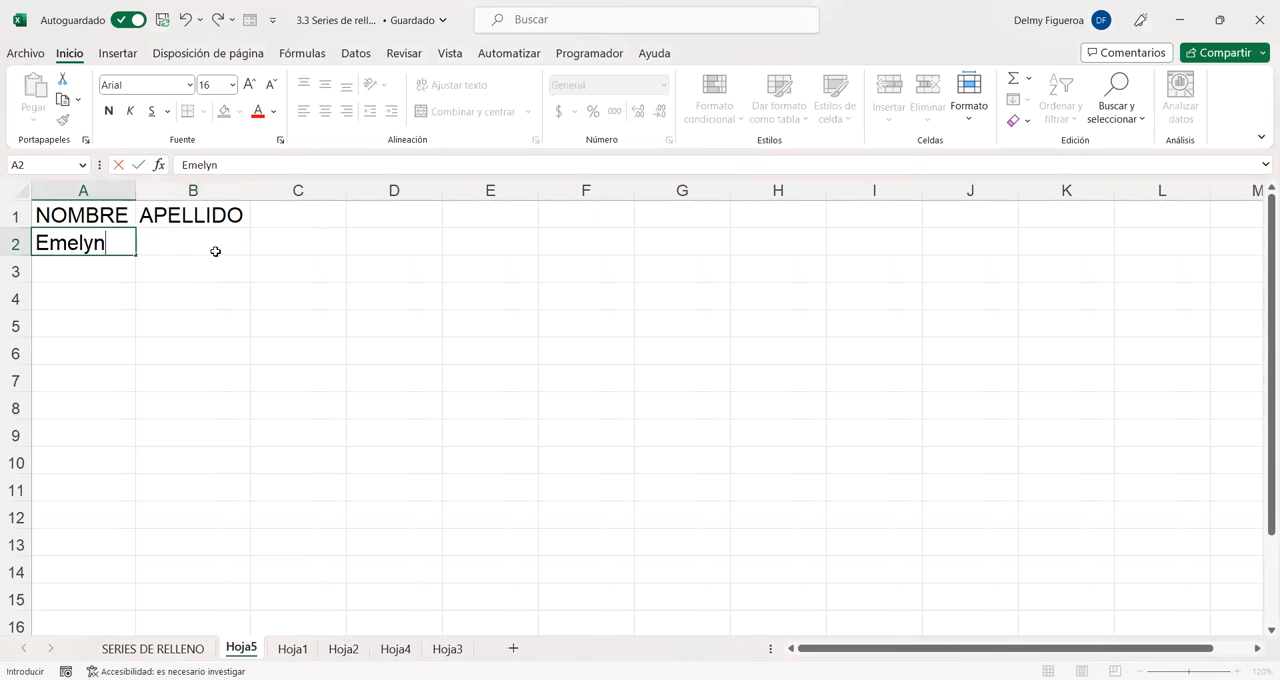 Autoguardado 3.3 Series de rell... • Guardado Buscar Delmy Figueroa DF
Archivo Inicio Insertar Disposición de página Fórmulas Datos Revisar Vista Automatizar Programador Ayuda Comentarios Compartir
Pegar
Portapapeles
Arial 16
N K S
Fuente
Ajustar texto
Combinar y centrar
Alineación
General
$ % 000
Número
Formato condicional
Dar formato como tabla
Estilos de celda
Estilos
Insertar Eliminar Formato
Celdas
Ordenar y filtrar
Buscar y seleccionar
Edición
Analizar datos
Análisis
A2 fx Emelyn
A B C D E F G H I J K L M
1 NOMBRE APELLIDO
2 Emelyn
3
4
5
6
7
8
9
10
11
12
13
14
15
16
SERIES DE RELLENO Hoja5 Hoja1 Hoja2 Hoja4 Hoja3
Introducir Accesibilidad: es necesario investigar 120%